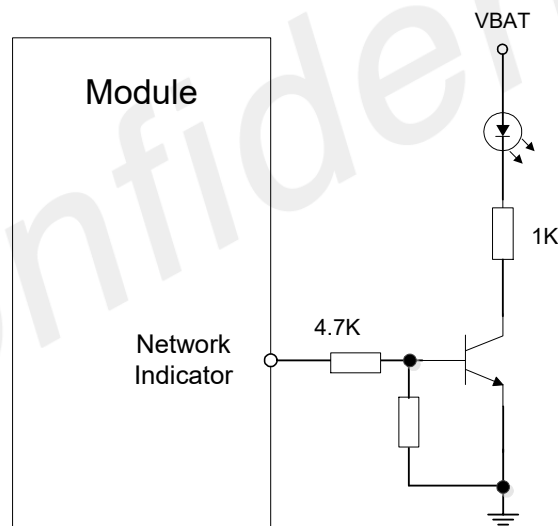 VBAT
Module
1K
4.7K
Network
Indicator